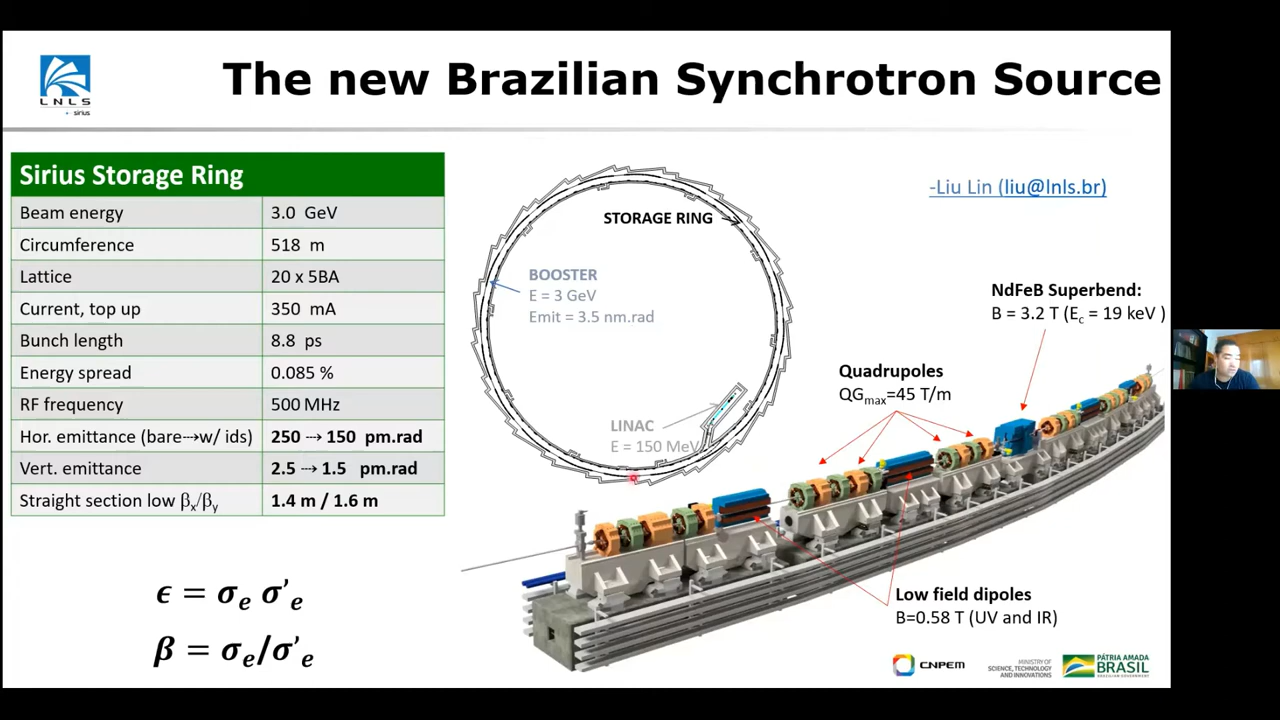 The new Brazilian Synchrotron Source
LNLS
sirius
Sirius Storage Ring
Beam energy 3.0 GeV
Circumference 518 m
Lattice 20 x 5BA
Current, top up 350 mA
Bunch length 8.8 ps
Energy spread 0.085 %
RF frequency 500 MHz
Hor. emittance (bare⇢w/ ids) 250 ⇢ 150 pm.rad
Vert. emittance 2.5 ⇢ 1.5 pm.rad
Straight section low βx/βy 1.4 m / 1.6 m
ϵ = σe σ’e
β = σe/σ’e
STORAGE RING
BOOSTER
E = 3 GeV
Emit = 3.5 nm.rad
LINAC
E = 150 MeV
-Liu Lin (liu@lnls.br)
NdFeB Superbend:
B = 3.2 T (Ec = 19 keV )
Quadrupoles
QGmax=45 T/m
Low field dipoles
B=0.58 T (UV and IR)
CNPEM
MINISTRY OF
SCIENCE, TECHNOLOGY
AND INNOVATIONS
PÁTRIA AMADA
BRASIL
BRAZILIAN GOVERNMENT